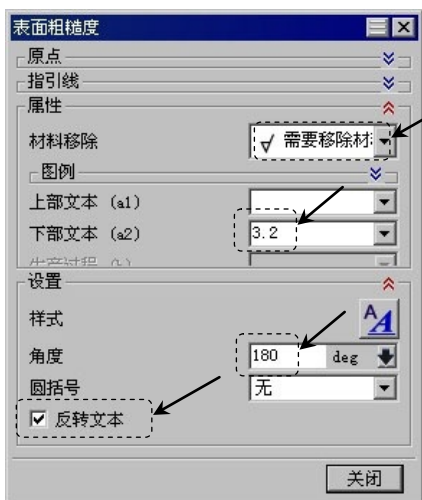 表面粗糙度
原点
指引线
属性
材料移除 需要移除材
图例
上部文本 (a1)
下部文本 (a2) 3.2
设置
样式 A A
角度 180 deg
圆括号 无
反转文本
关闭